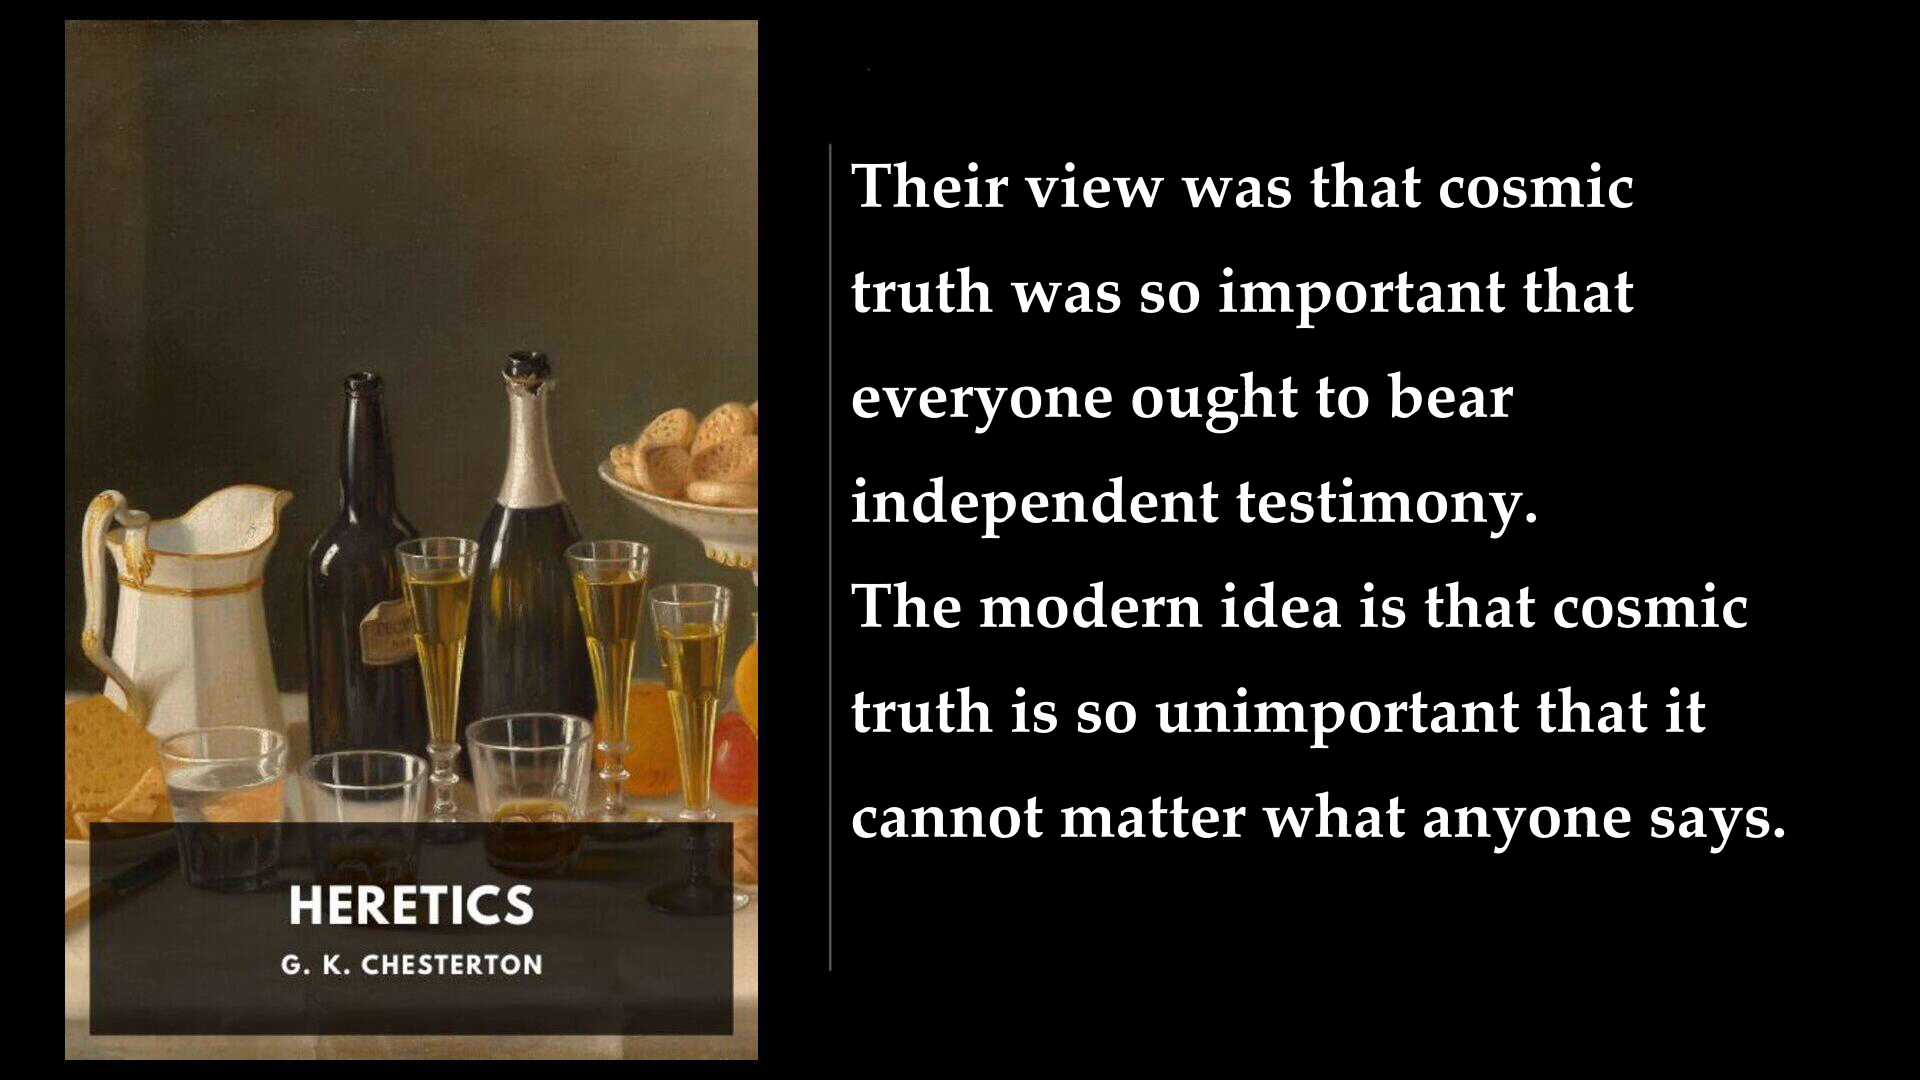 HERETICS
G. K. CHESTERTON
Their view was that cosmic
truth was so important that
everyone ought to bear
independent testimony.
The modern idea is that cosmic
truth is so unimportant that it
cannot matter what anyone says.